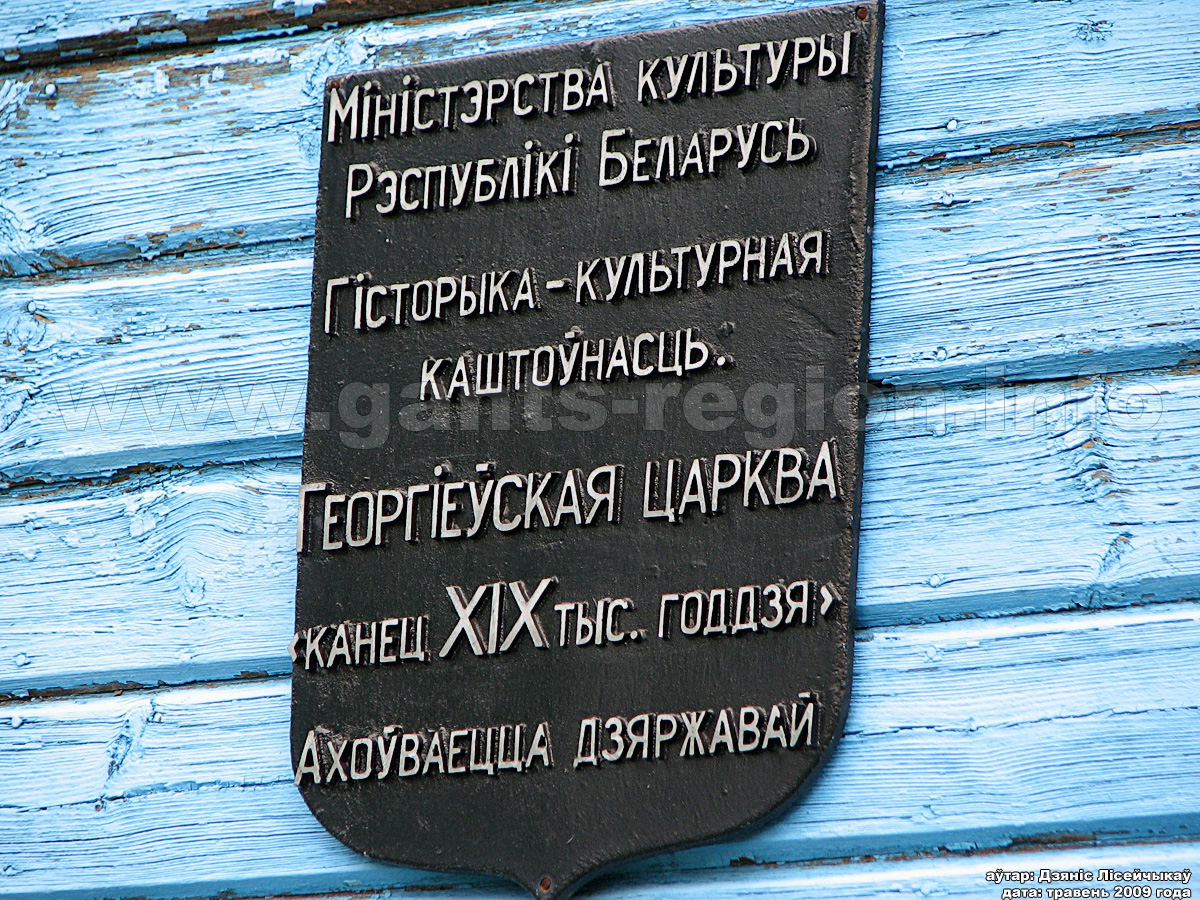 Міністэрства культуры
Рэспублікі Беларусь
Гісторыка-культурная
каштоўнасць:
Георгіеўская царква
«канец XIX тыс. годдзя»
Ахоўваецца дзяржавай
www.gants-region.info
аўтар: Дзяніс Лісейчыкаў
дата: травень 2009 года